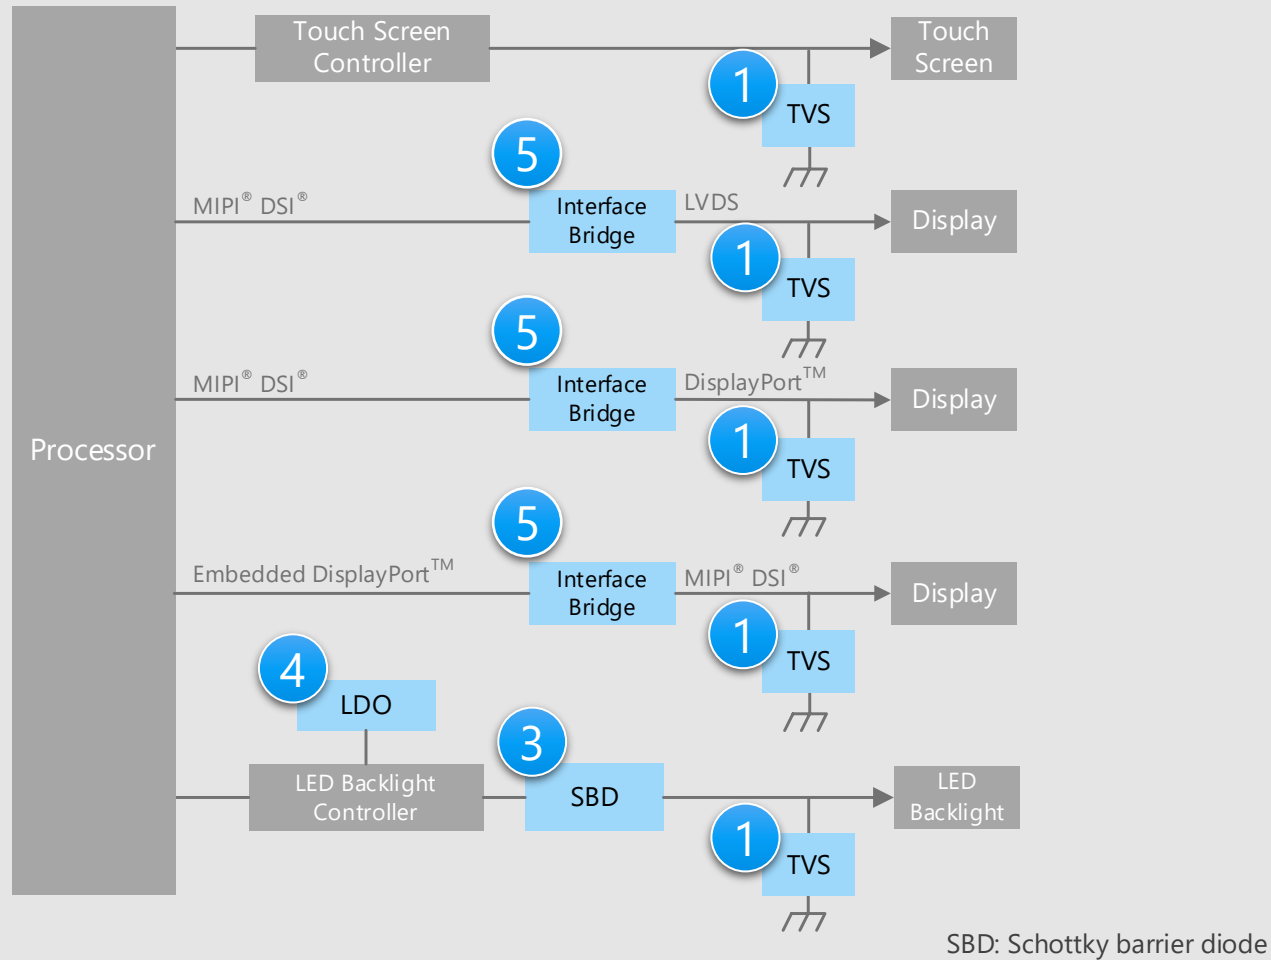 Touch Screen
Controller
Touch
Screen
1
TVS
5
MIPI® DSI®
Interface
Bridge
LVDS
Display
1
TVS
5
MIPI® DSI®
Interface
Bridge
DisplayPort™
Display
1
TVS
Processor
5
Embedded DisplayPort™
Interface
Bridge
MIPI® DSI®
Display
1
TVS
4
LDO
3
LED Backlight
Controller
SBD
LED
Backlight
1
TVS
SBD: Schottky barrier diode